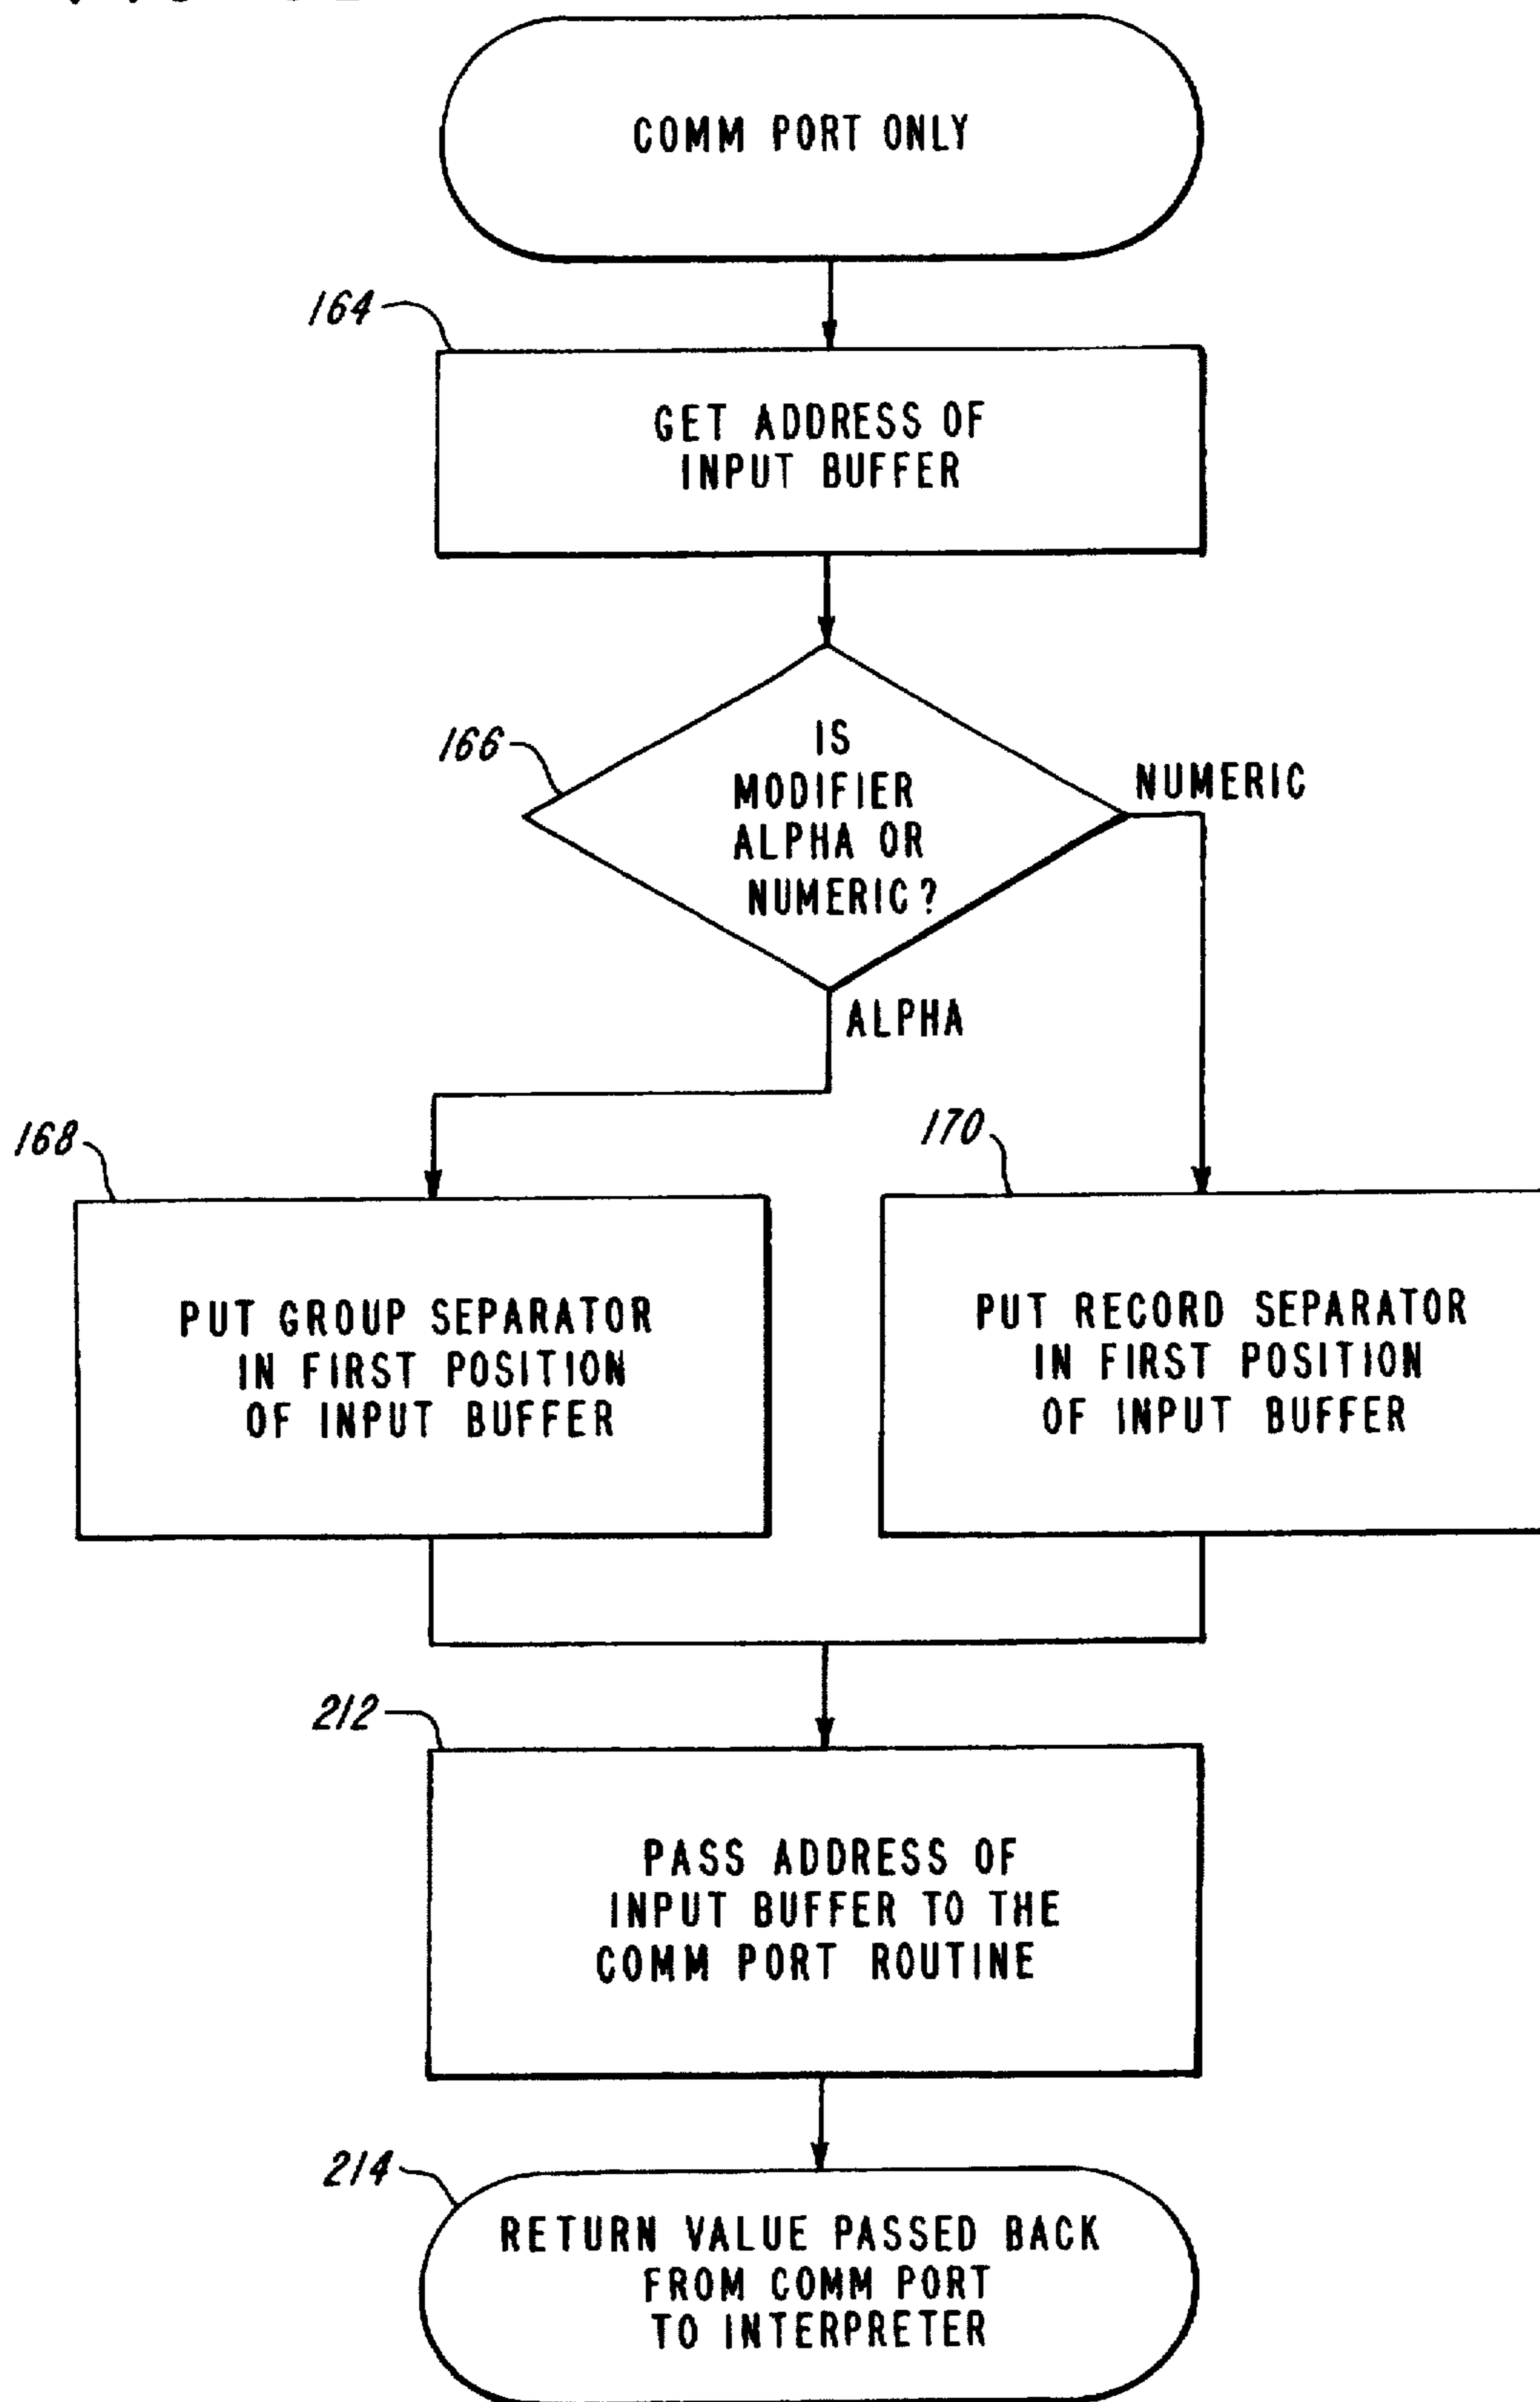 COMM PORT ONLY
164
GET ADDRESS OF
INPUT BUFFER
166
IS
MODIFIER
ALPHA OR
NUMERIC?
NUMERIC
ALPHA
168
PUT GROUP SEPARATOR
IN FIRST POSITION
OF INPUT BUFFER
170
PUT RECORD SEPARATOR
IN FIRST POSITION
OF INPUT BUFFER
212
PASS ADDRESS OF
INPUT BUFFER TO THE
COMM PORT ROUTINE
214
RETURN VALUE PASSED BACK
FROM COMM PORT
TO INTERPRETER